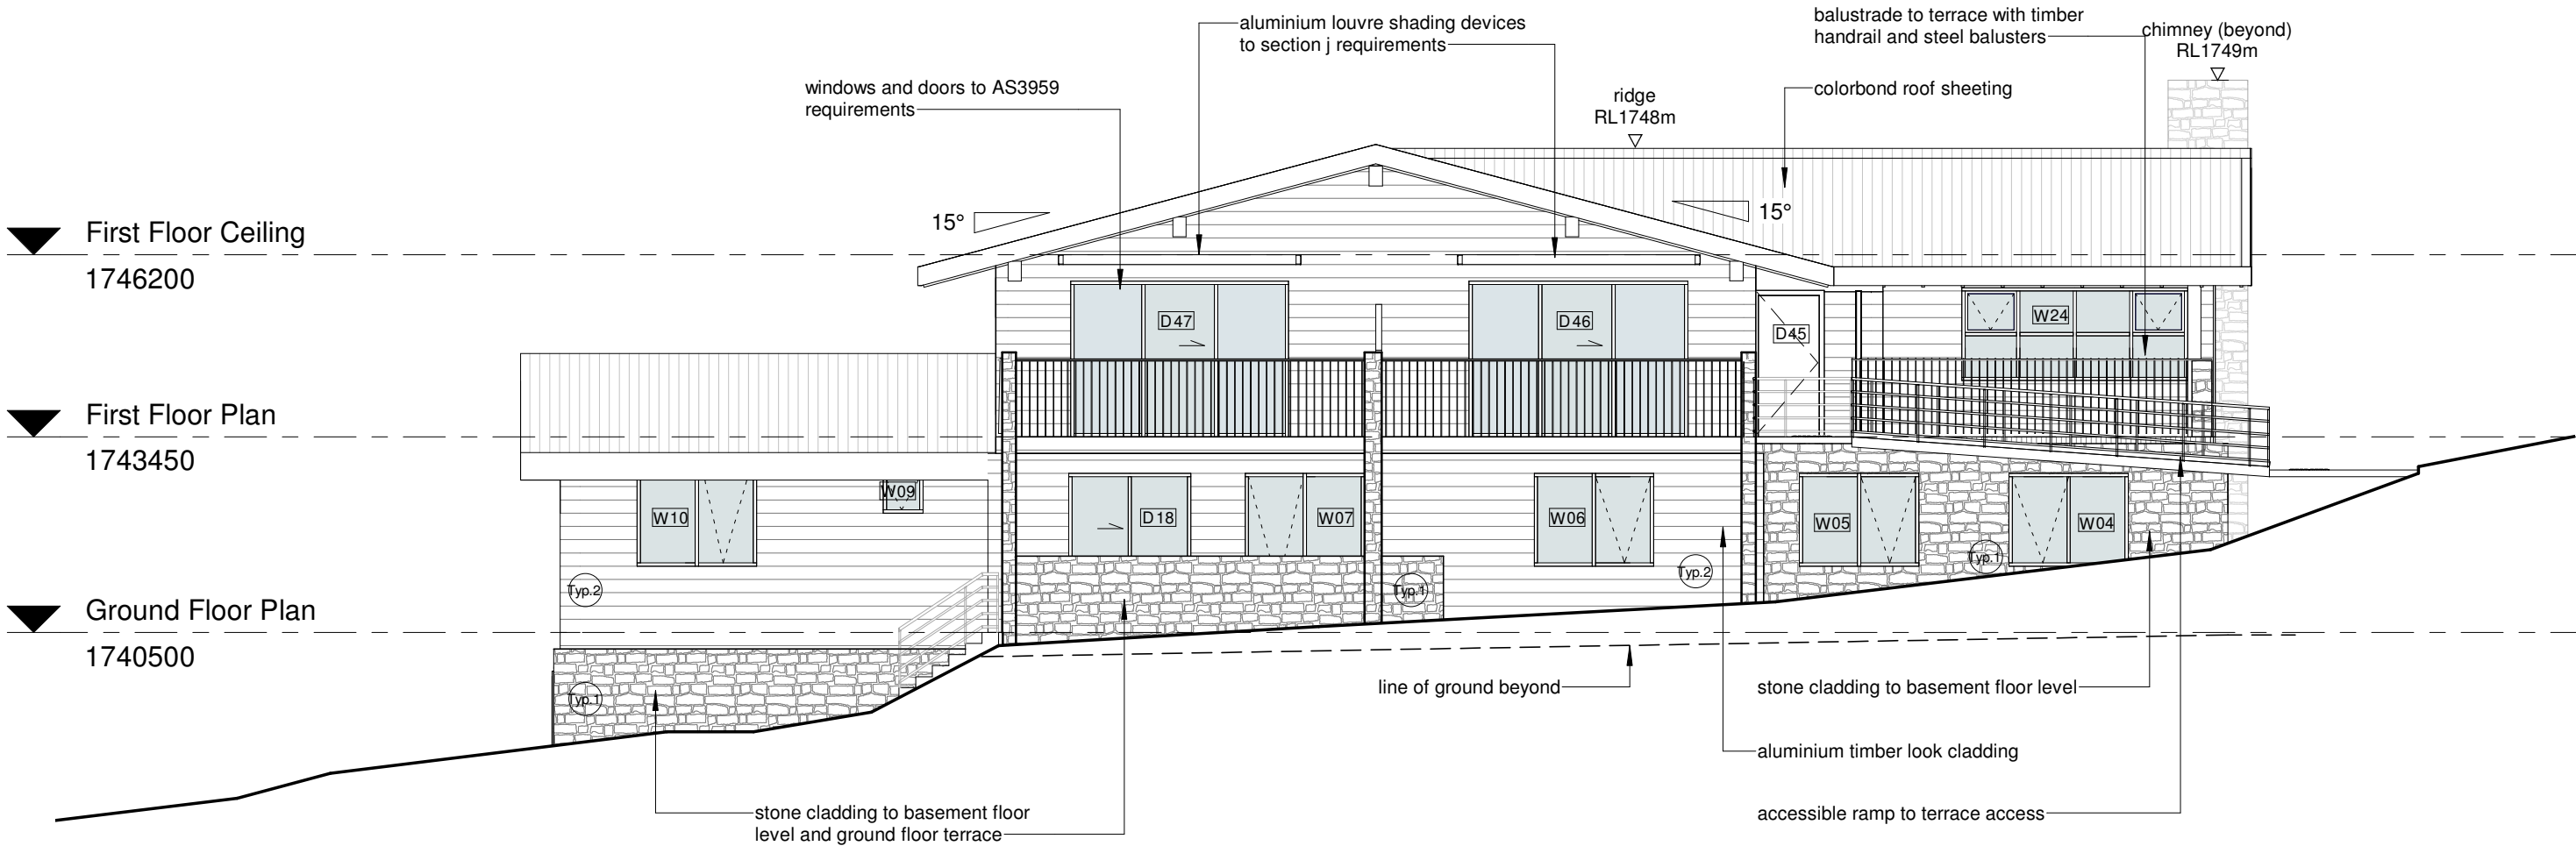 aluminium louvre shading devices
to section j requirements
balustrade to terrace with timber
handrail and steel balusters
chimney (beyond)
RL1749m
windows and doors to AS3959
requirements
ridge
RL1748m
colorbond roof sheeting
15°
15°
First Floor Ceiling
1746200
D47
D46
D45
W24
First Floor Plan
1743450
W10
W09
D18
W07
W06
W05
W04
Typ.2
Typ.1
Typ.2
Typ.1
Ground Floor Plan
1740500
Typ.1
line of ground beyond
stone cladding to basement floor level
aluminium timber look cladding
stone cladding to basement floor
level and ground floor terrace
accessible ramp to terrace access